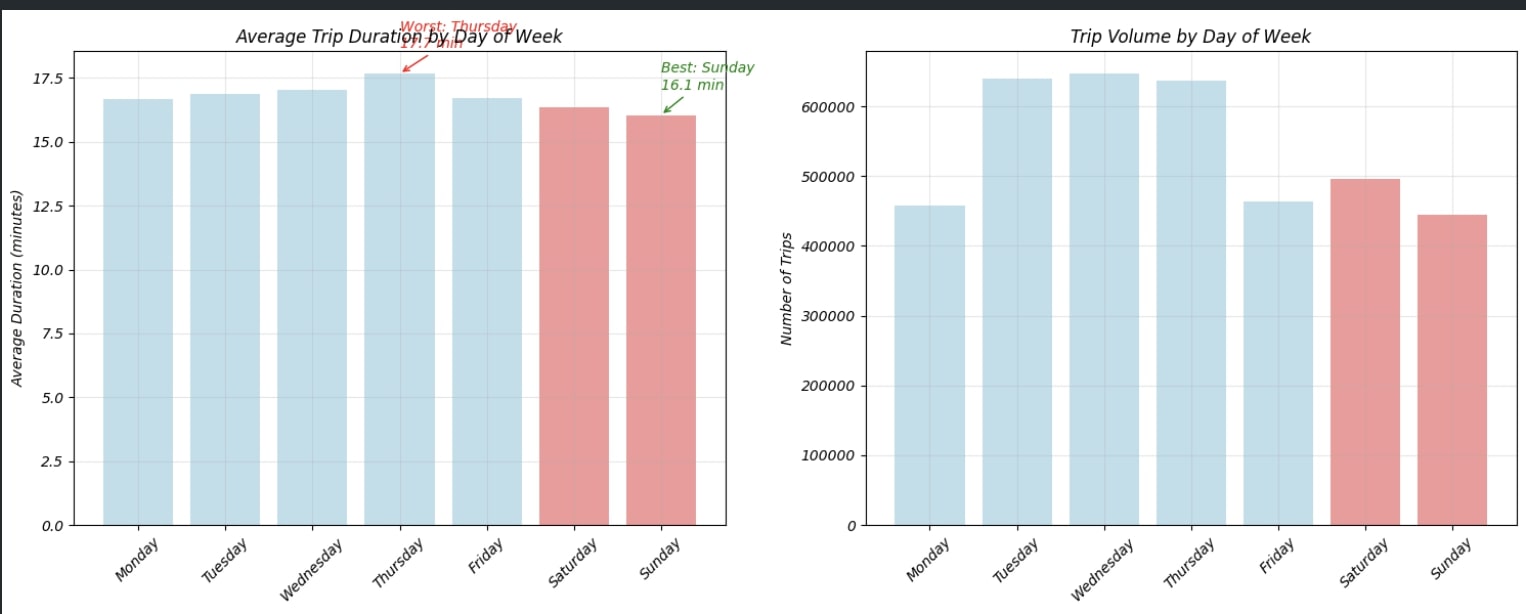 Worst: Thursday
17.7 min
Average Trip Duration by Day of Week
Best: Sunday
16.1 min
Average Duration (minutes)
17.5
15.0
12.5
10.0
7.5
5.0
2.5
0.0
Monday
Tuesday
Wednesday
Thursday
Friday
Saturday
Sunday
Trip Volume by Day of Week
Number of Trips
600000
500000
400000
300000
200000
100000
0
Monday
Tuesday
Wednesday
Thursday
Friday
Saturday
Sunday